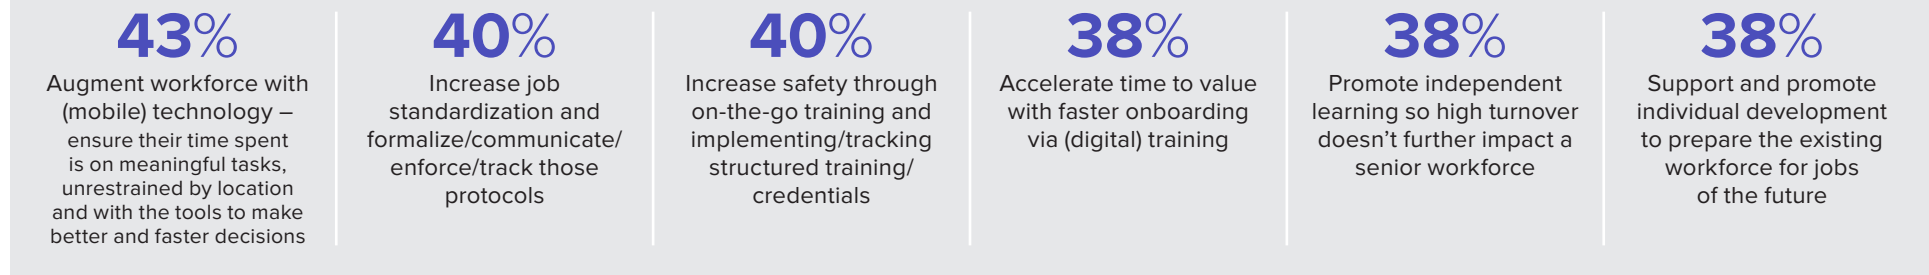 43%
Augment workforce with
(mobile) technology –
ensure their time spent
is on meaningful tasks,
unrestrained by location
and with the tools to make
better and faster decisions
40%
Increase job
standardization and
formalize/communicate/
enforce/track those
protocols
40%
Increase safety through
on-the-go training and
implementing/tracking
structured training/
credentials
38%
Accelerate time to value
with faster onboarding
via (digital) training
38%
Promote independent
learning so high turnover
doesn’t further impact a
senior workforce
38%
Support and promote
individual development
to prepare the existing
workforce for jobs
of the future